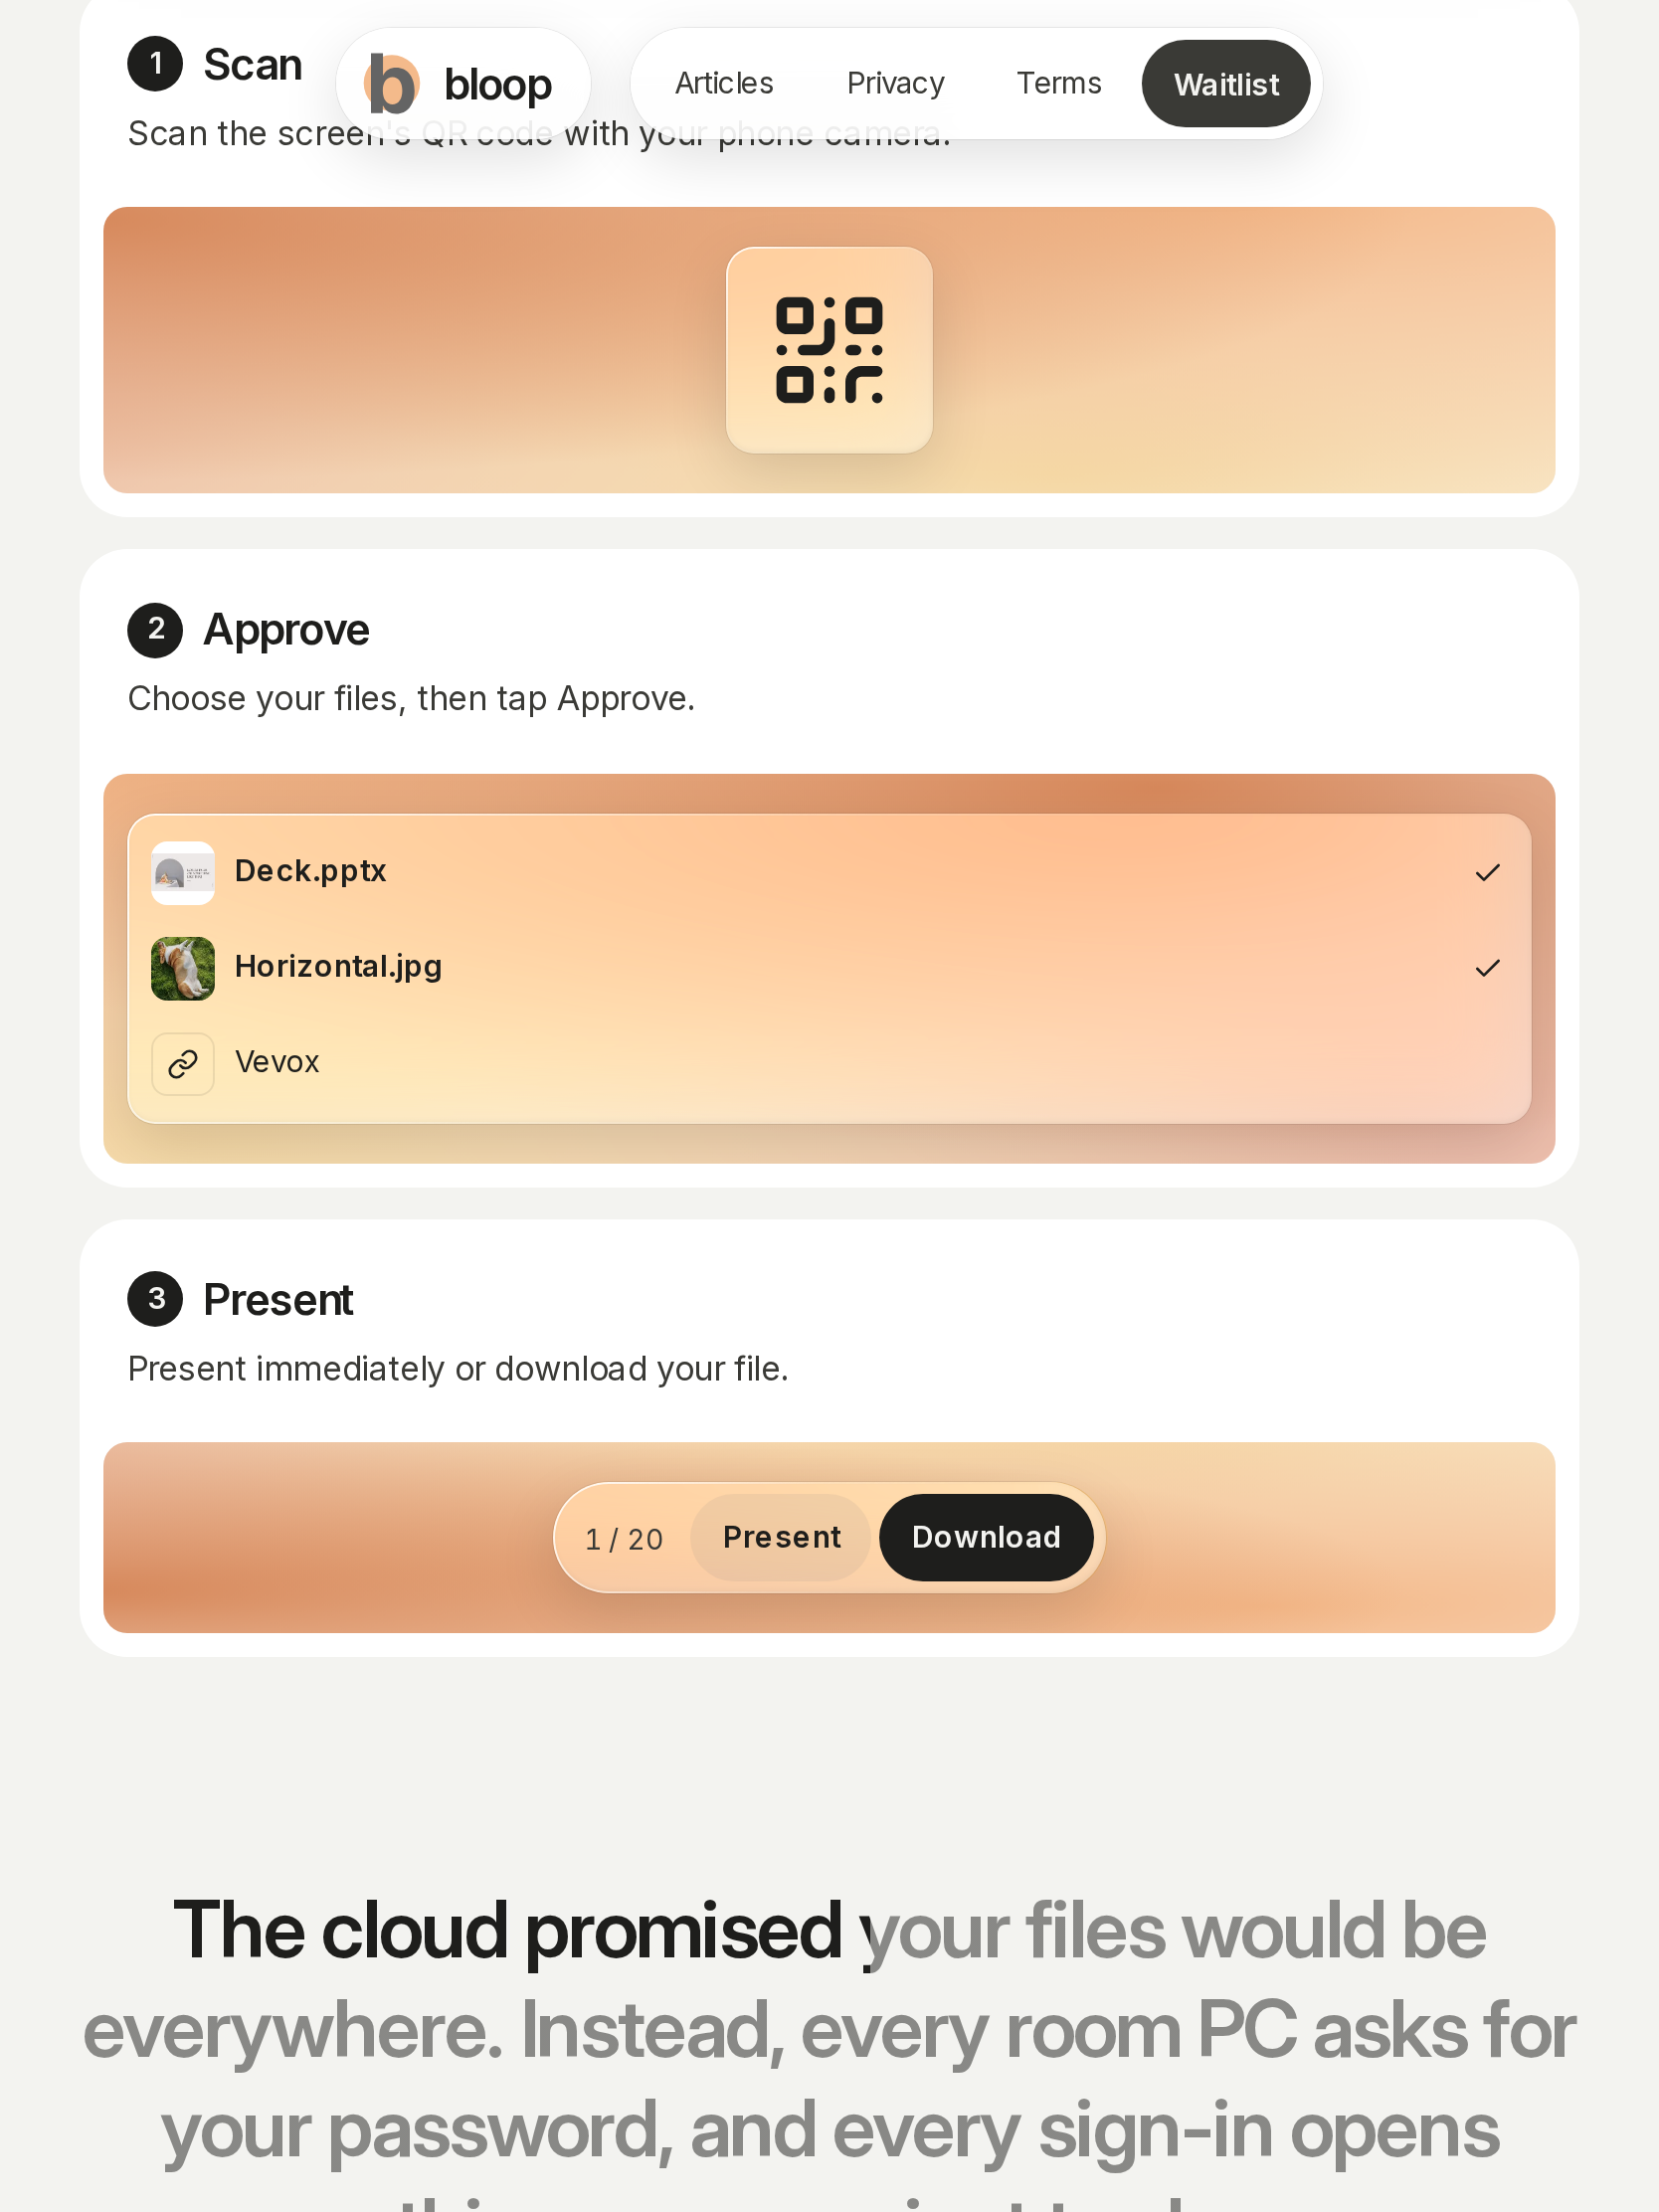 1 Scan
b bloop
Articles Privacy Terms Waitlist
Scan the screen's QR code with your phone camera.
2 Approve
Choose your files, then tap Approve.
Deck.pptx
Horizontal.jpg
Vevox
3 Present
Present immediately or download your file.
1 / 20 Present Download
The cloud promised your files would be
everywhere. Instead, every room PC asks for
your password, and every sign-in opens